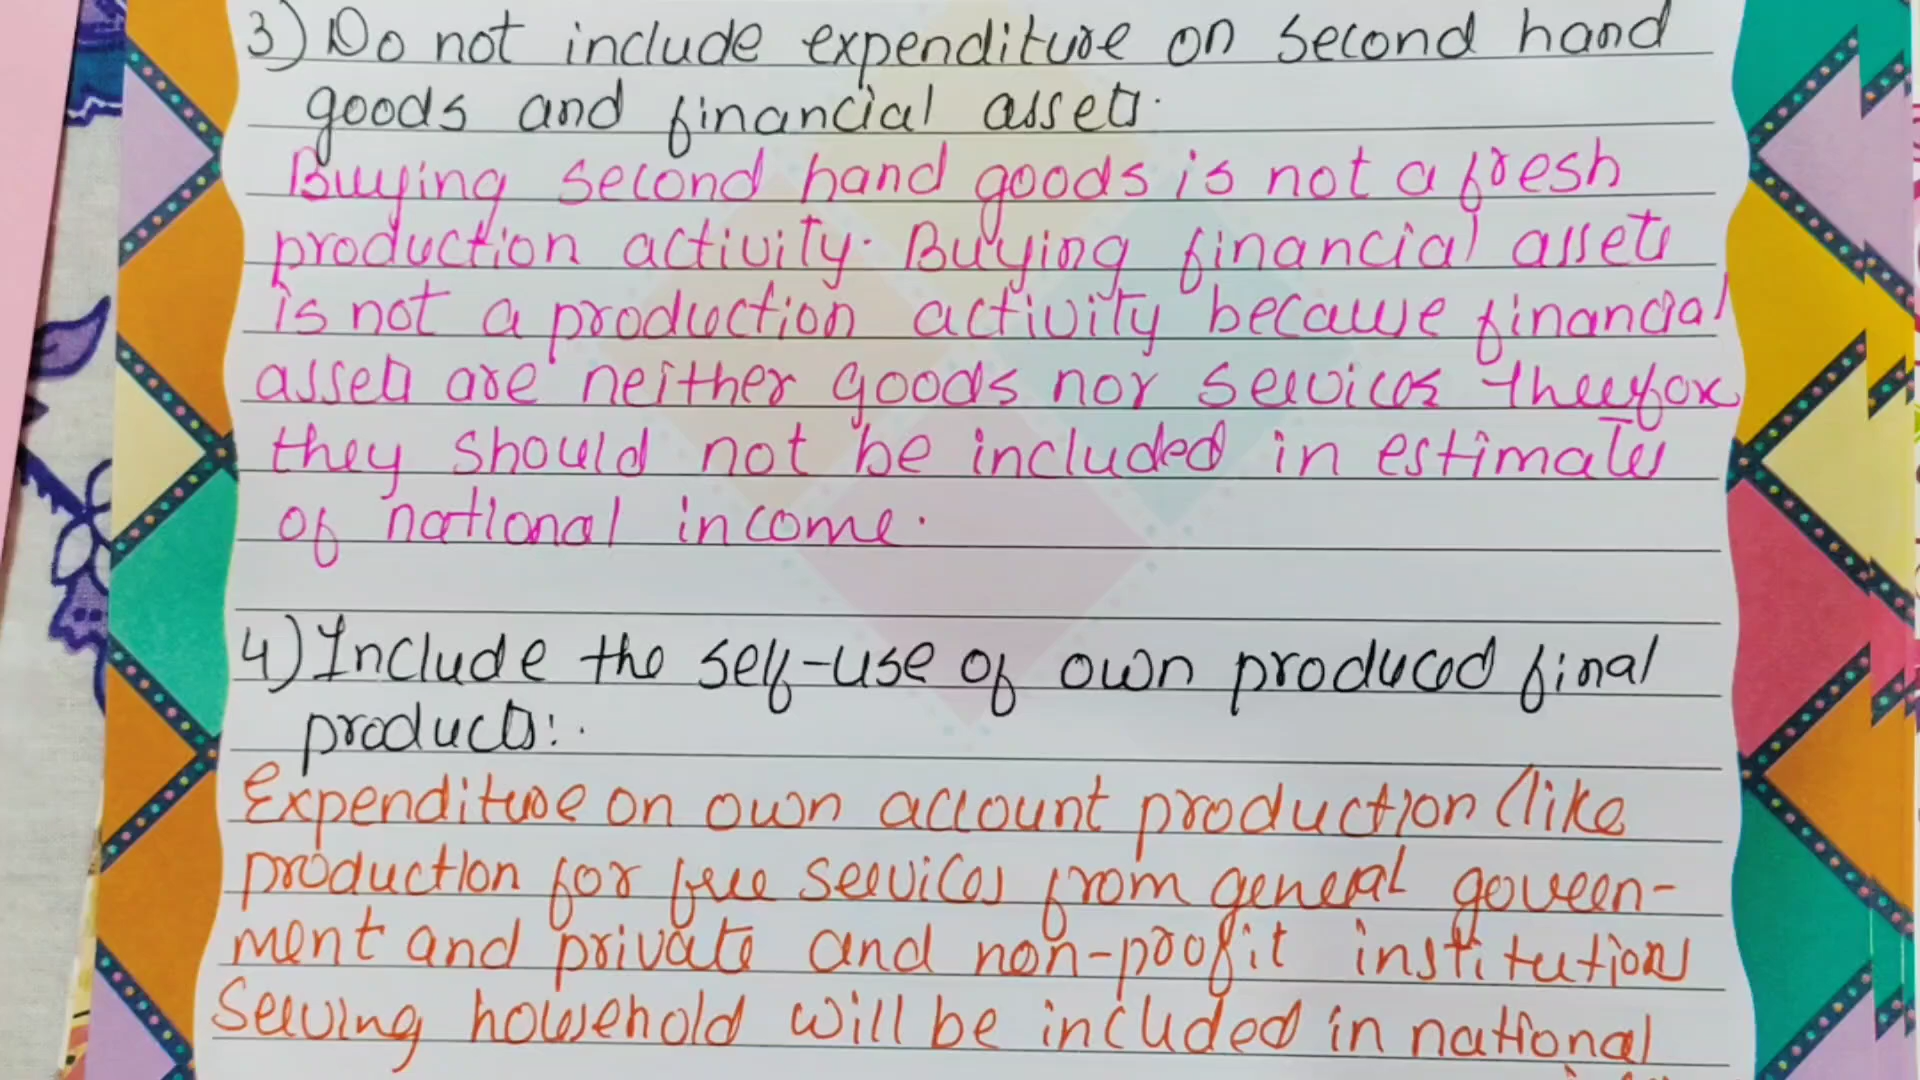 3) Do not include expenditure on second hand
goods and financial assets.
Buying second hand goods is not a fresh
production activity. Buying financial assets
is not a production activity because financial
assets are neither goods nor services therefor
they should not be included in estimates
of national income.
4) Include the self-use of own produced final
products:.
Expenditure on own account production (like
production for free services from general govern-
ment and private and non-profit institutions
Serving household will be included in national